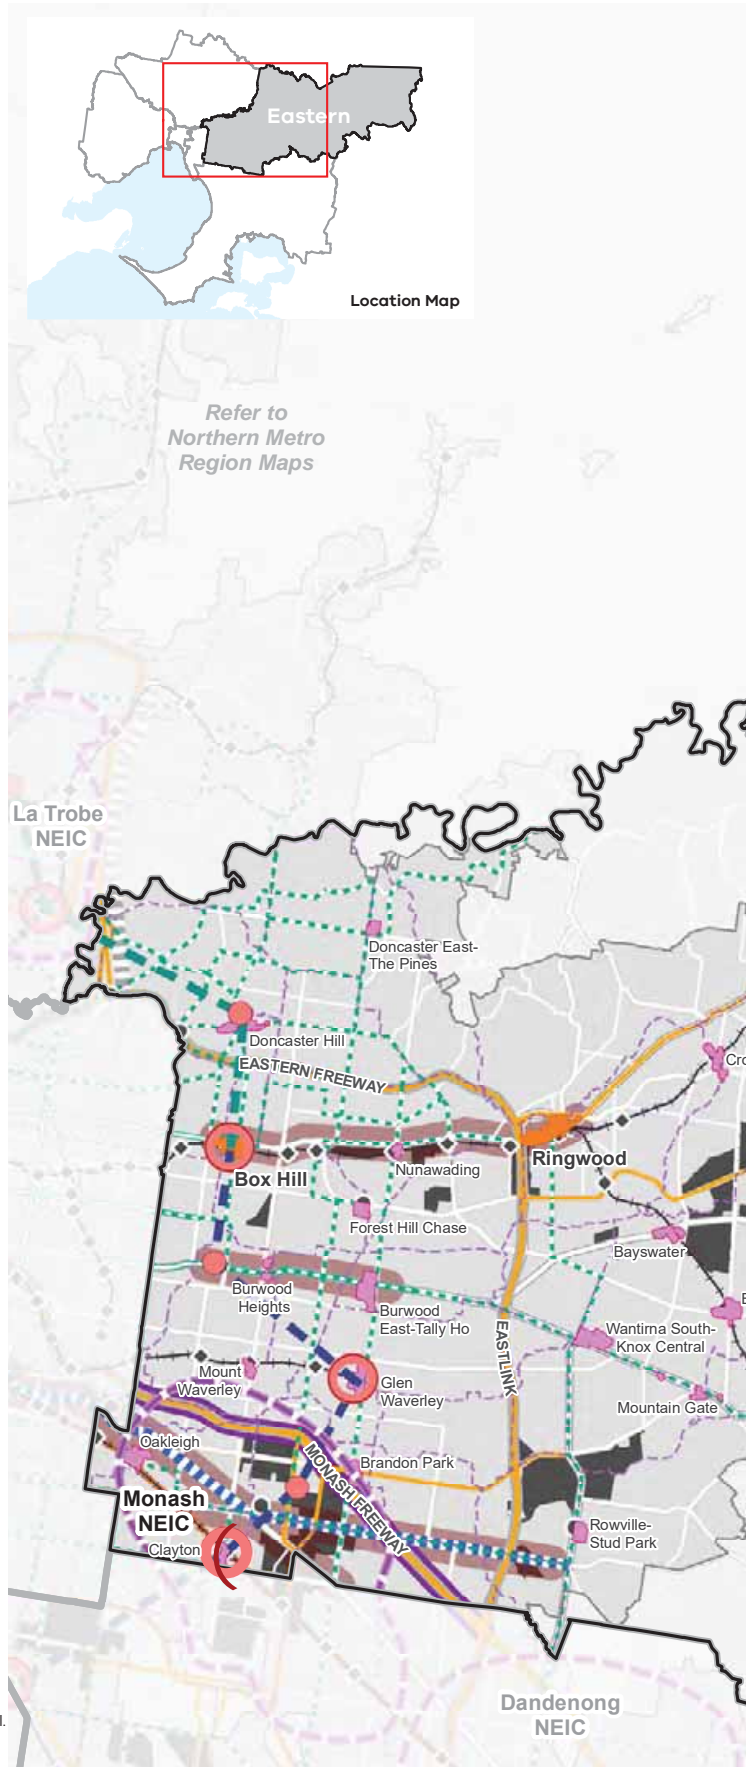 Eastern
Location Map
Refer to
Northern Metro
Region Maps
La Trobe
NEIC
Doncaster East-
The Pines
Doncaster Hill
EASTERN FREEWAY
Cro
Ringwood
Nunawading
Box Hill
Forest Hill Chase
Bayswater
Burwood
Heights
Burwood
East-Tally Ho
EASTLINK
Wantirna South-
Knox Central
Mount
Waverley
Glen
Waverley
Mountain Gate
Oakleigh
MONASH FREEWAY
Brandon Park
Monash
NEIC
Rowville-
Stud Park
Clayton
Dandenong
NEIC